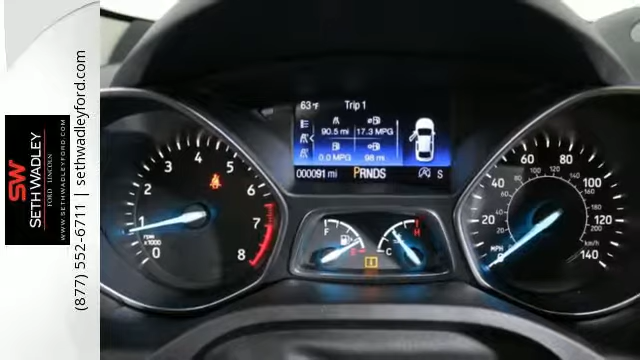 SW
SETH WADLEY
FORD LINCOLN
www.sethwadleyford.com
(877) 552-6711 | sethwadleyford.com
63°F Trip 1
90.5 mi 17.3 MPG
0.0 MPG 98 mi
000091 mi PRNDS S
0 1 2 3 4 5 6 7 8
rpm
x1000
F E C H
0 20 40 60 80 100 120 140
MPH
20 40 60 80 100 120 140 160 180 200
km/h